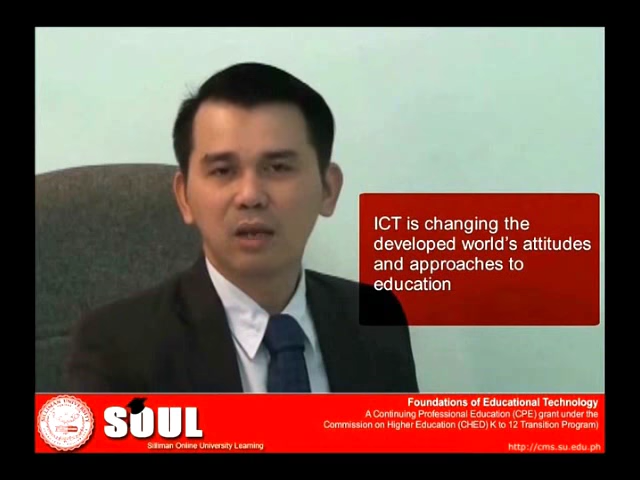 ICT is changing the
developed world's attitudes
and approaches to
education
Foundations of Educational Technology
A Continuing Professional Education (CPE) grant under the
Commission on Higher Education (CHED) K to 12 Transition Program)
SOUL
Silliman Online University Learning
http://cms.su.edu.ph